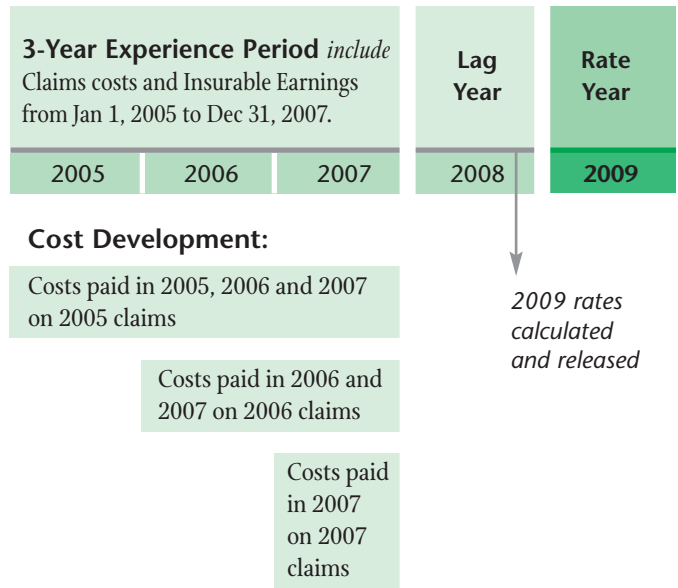 3-Year Experience Period include
Claims costs and Insurable Earnings
from Jan 1, 2005 to Dec 31, 2007.
Lag
Year
Rate
Year
2005
2006
2007
2008
2009
Cost Development:
Costs paid in 2005, 2006 and 2007
on 2005 claims
2009 rates
calculated
and released
Costs paid in 2006 and
2007 on 2006 claims
Costs paid
in 2007
on 2007
claims